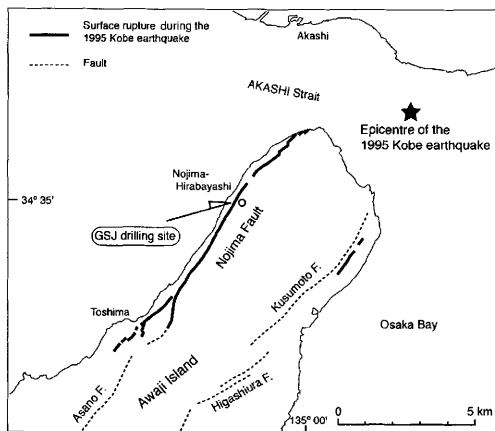 Surface rupture during the
1995 Kobe earthquake
Fault
Akashi
AKASHI Strait
Epicentre of the
1995 Kobe earthquake
Nojima-
Hirabayashi
34° 35'
GSJ drilling site
Nojima Fault
Kusumoto F.
Toshima
Osaka Bay
Asano F.
Awaji Island
Higashiura F.
135° 00'
0
5 km